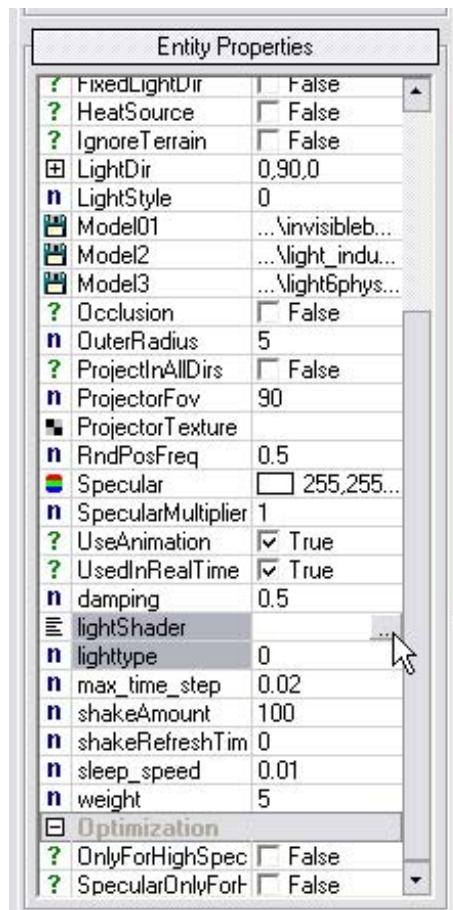 Entity Properties
? FixedLightDir False
? HeatSource False
? IgnoreTerrain False
LightDir 0,90,0
n LightStyle 0
Model01 ...\invisibleb...
Model2 ...\light_indu...
Model3 ...\light6phys...
? Occlusion False
n OuterRadius 5
? ProjectInAllDirs False
n ProjectorFov 90
ProjectorTexture
n RndPosFreq 0.5
Specular 255,255...
n SpecularMultiplier 1
? UseAnimation True
? UsedInRealTime True
n damping 0.5
lightShader ...
n lighttype 0
n max_time_step 0.02
n shakeAmount 100
n shakeRefreshTim 0
n sleep_speed 0.01
n weight 5
Optimization
? OnlyForHighSpec False
? SpecularOnlyForH False